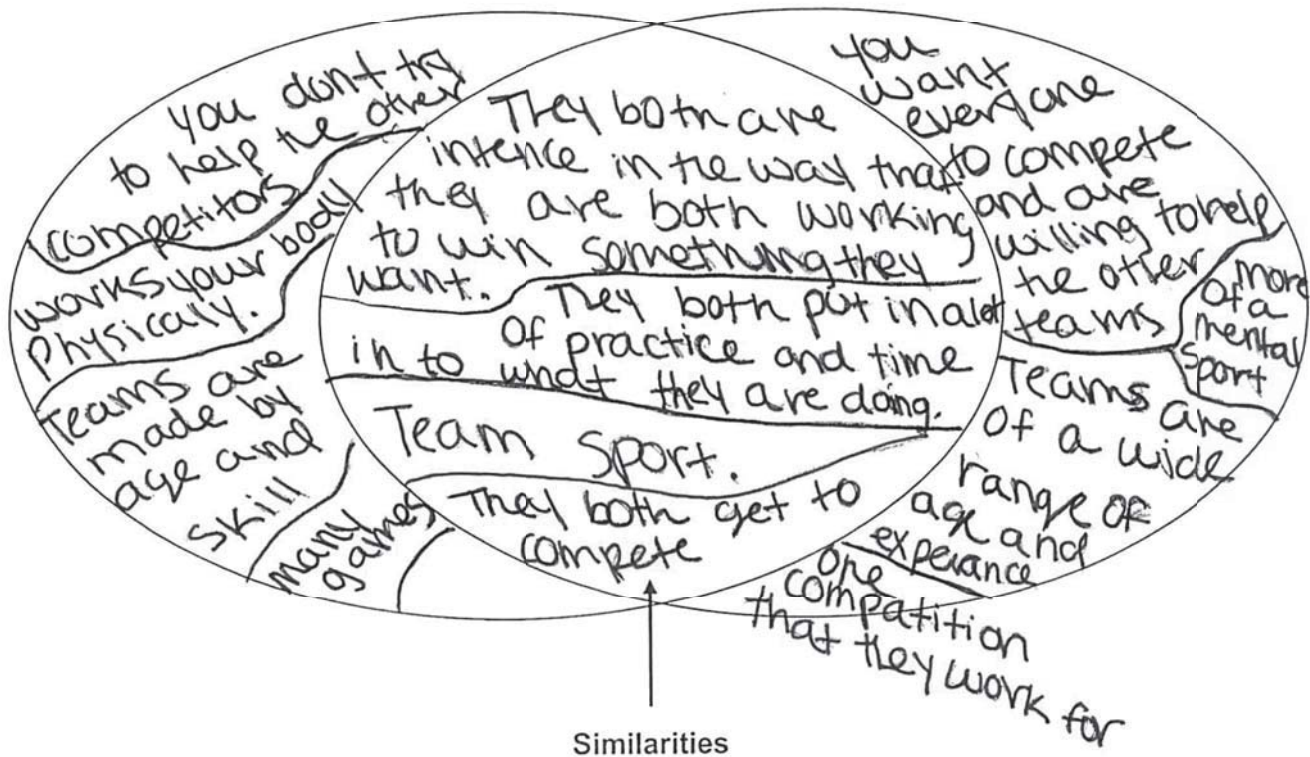 you dont try
to help the other
competitors
works your body
physicaly.
Teams are
made by
age and
skill
many
games
They both are
intence in the way that
they are both working
to win something they
want.
They both put in alot
of practice and time
in to what they are doing.
Team sport.
They both get to
compete
you
want
everyone
to compete
and are
willing to help
the other
teams
more
of a
mental
sport
Teams are
of a wide
range of
age and
experance
one
compatition
that they work for
Similarities